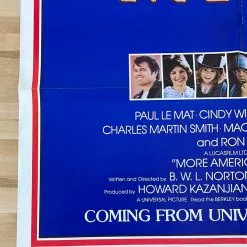 PAUL LE MAT · CINDY WI
CHARLES MARTIN SMITH · MAC
and RON
A LUCASFILM LTD
"MORE AMERIC
Written and Directed by B. W. L. NORTON
Produced by HOWARD KAZANJIAN
A UNIVERSAL PICTURE Read the BERKLEY book
COMING FROM UNIV